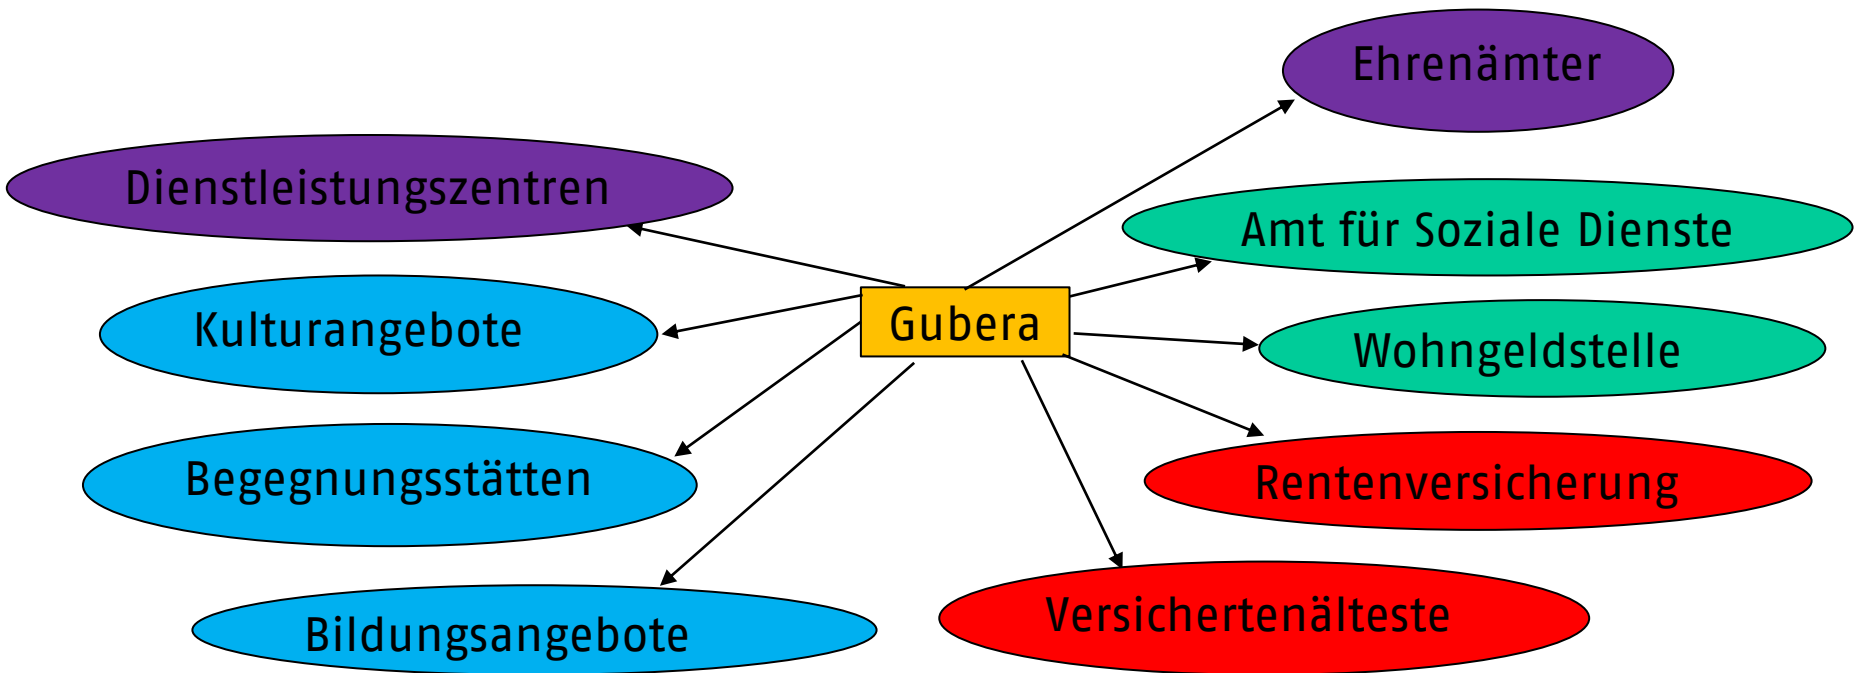 Ehrenämter
Dienstleistungszentren
Amt für Soziale Dienste
Kulturangebote
Gubera
Wohngeldstelle
Begegnungsstätten
Rentenversicherung
Bildungsangebote
Versichertenälteste